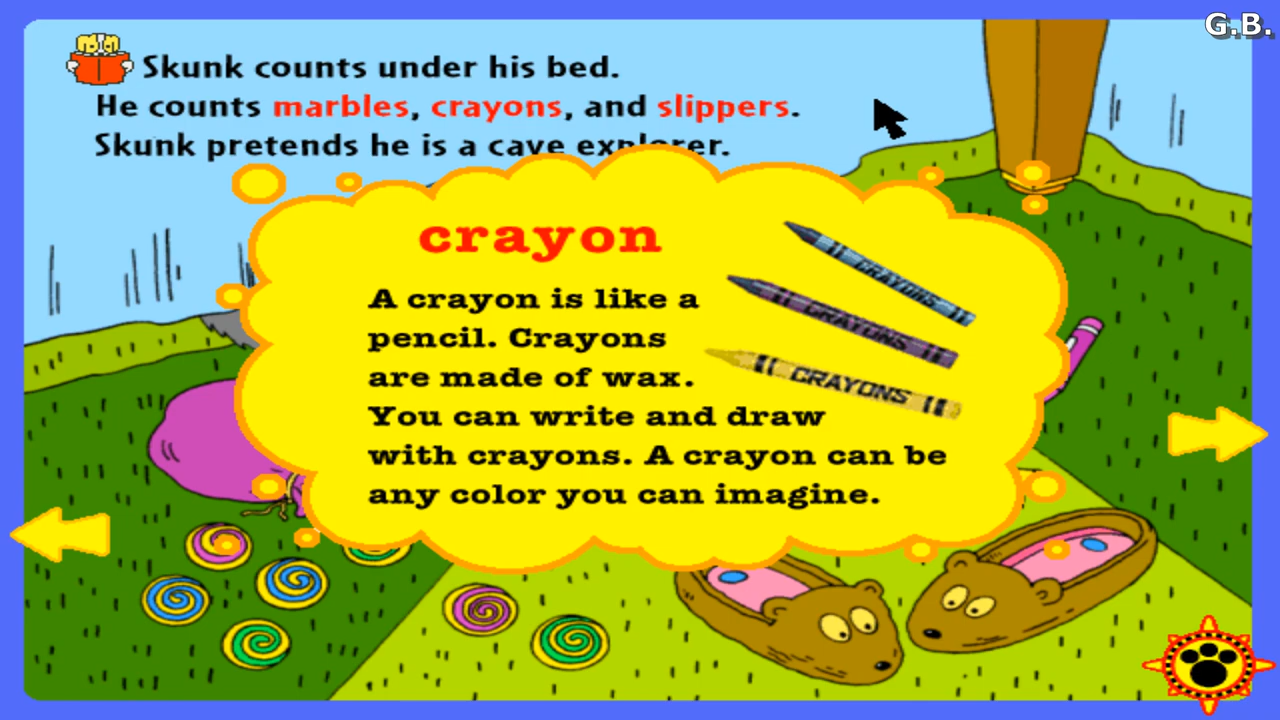 G.B.
Skunk counts under his bed.
He counts marbles, crayons, and slippers.
Skunk pretends he is a cave explorer.
crayon
A crayon is like a
pencil. Crayons
are made of wax.
You can write and draw
with crayons. A crayon can be
any color you can imagine.
CRAYONS
CRAYONS
CRAYONS